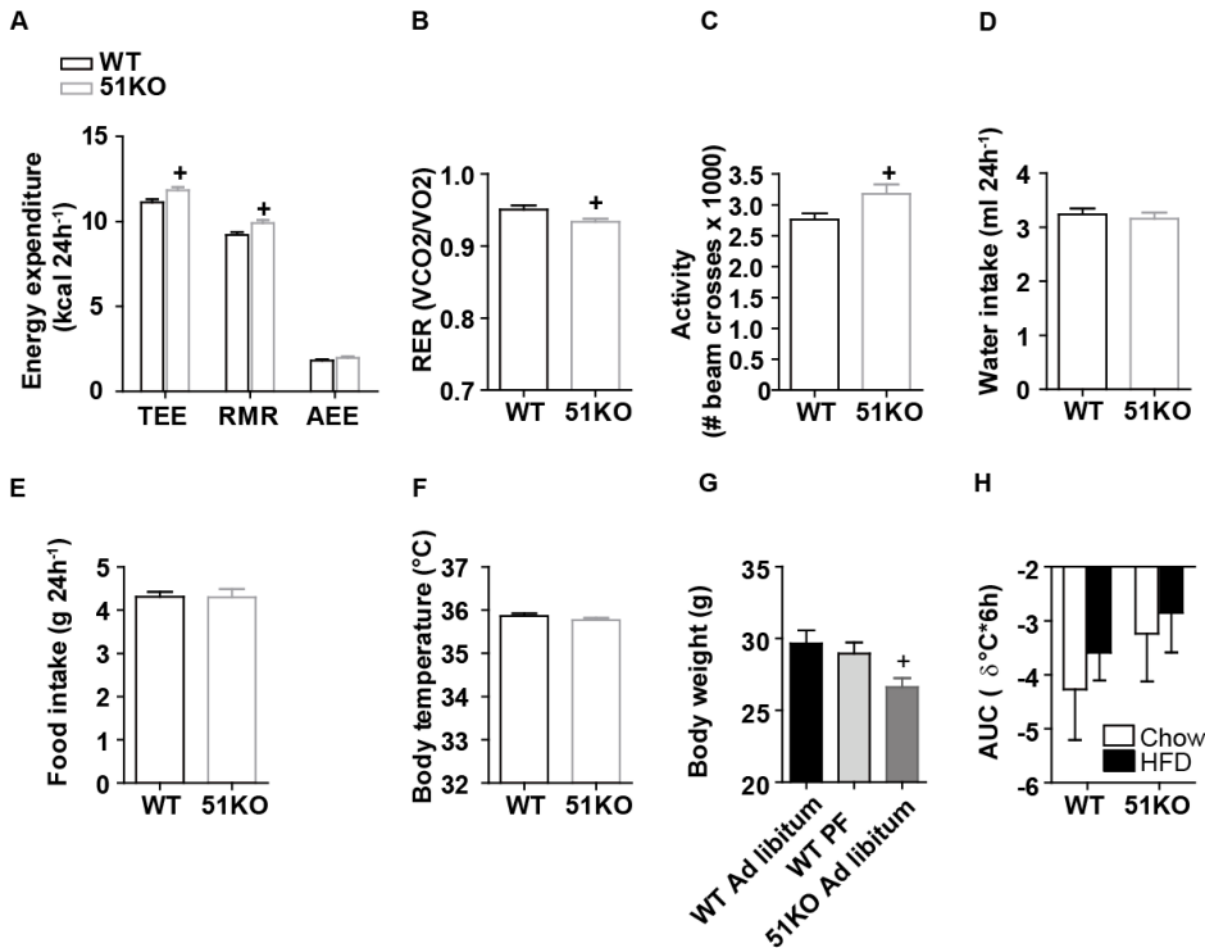 A
WT
51KO
Energy expenditure
(kcal 24h⁻¹)
15
10
5
0
TEE RMR AEE
+
+
B
RER (VCO2/VO2)
1.0
0.9
0.8
0.7
WT 51KO
+
C
Activity
(# beam crosses x 1000)
3.5
3.0
2.5
2.0
1.5
1.0
0.5
0
WT 51KO
+
D
Water intake (ml 24h⁻¹)
4
3
2
1
0
WT 51KO
E
Food intake (g 24h⁻¹)
5
4
3
2
1
0
WT 51KO
F
Body temperature (°C)
37
36
35
34
33
32
WT 51KO
G
Body weight (g)
35
30
25
20
WT Ad libitum
WT PF
51KO Ad libitum
+
H
AUC ( δ°C*6h)
-2
-3
-4
-5
-6
Chow
HFD
WT 51KO